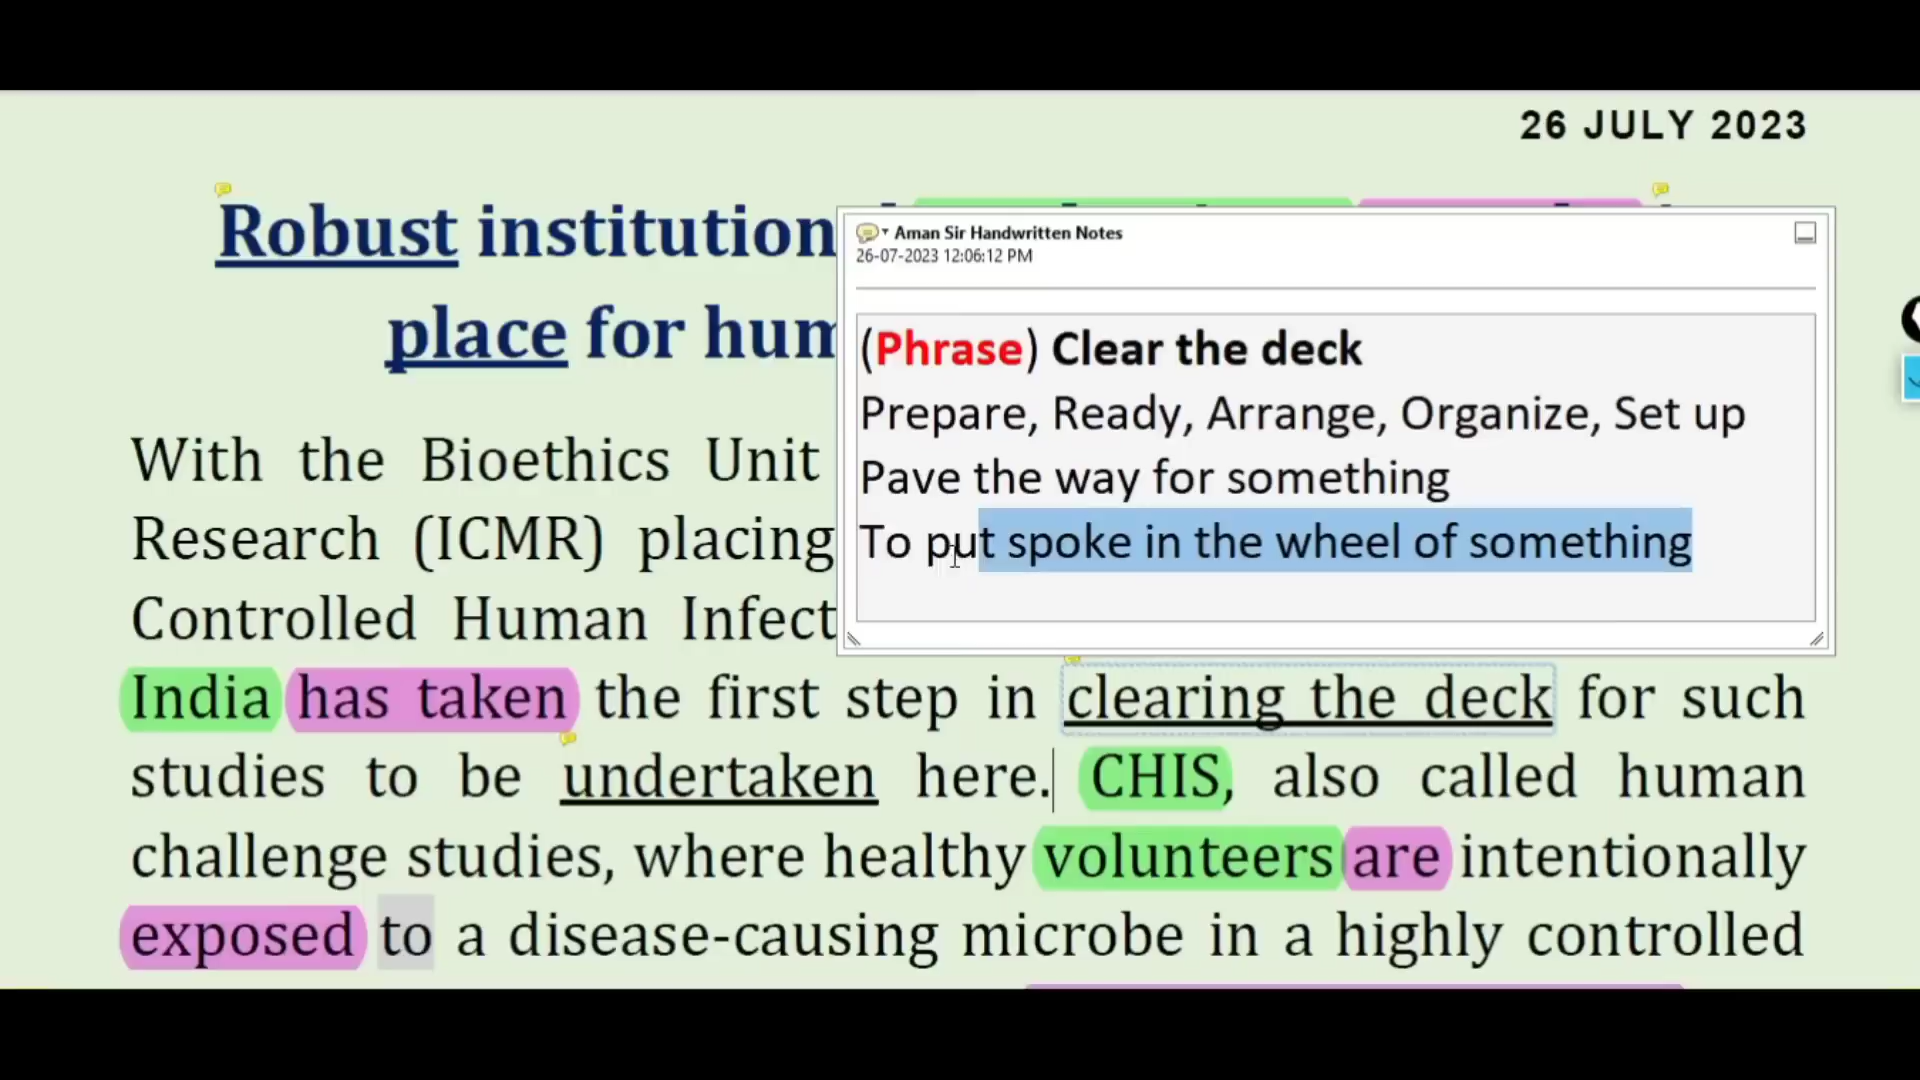 26 JULY 2023
Robust institution
place for hum
Aman Sir Handwritten Notes
26-07-2023 12:06:12 PM
(Phrase) Clear the deck
Prepare, Ready, Arrange, Organize, Set up
Pave the way for something
To put spoke in the wheel of something
With the Bioethics Unit
Research (ICMR) placing
Controlled Human Infect
India has taken the first step in clearing the deck for such
studies to be undertaken here. CHIS, also called human
challenge studies, where healthy volunteers are intentionally
exposed to a disease-causing microbe in a highly controlled